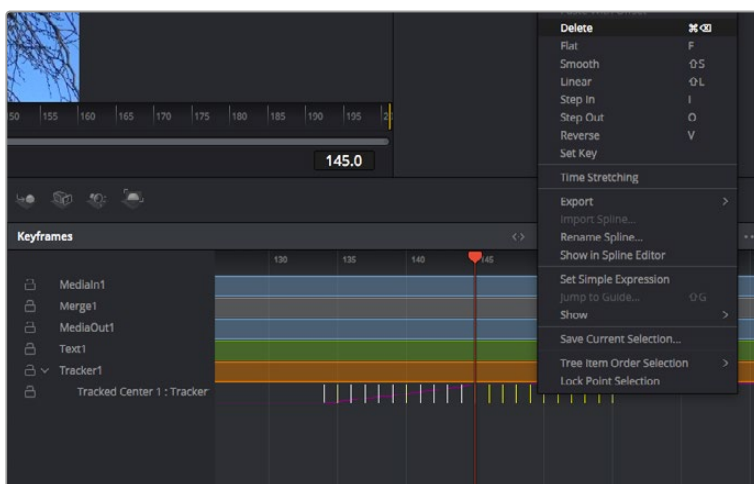 Delete ⌘⌫
Flat F
Smooth ⇧S
Linear ⇧L
Step In I
Step Out O
Reverse V
Set Key
Time Stretching
Export >
Import Spline...
Rename Spline...
Show in Spline Editor
Set Simple Expression
Jump to Guide... ⇧G
Show >
Save Current Selection...
Tree Item Order Selection >
Lock Point Selection
155 160 165 170 175 180 185 190 195
145.0
Keyframes
130 135 140 145
MediaIn1
Merge1
MediaOut1
Text1
Tracker1
Tracked Center 1 : Tracker